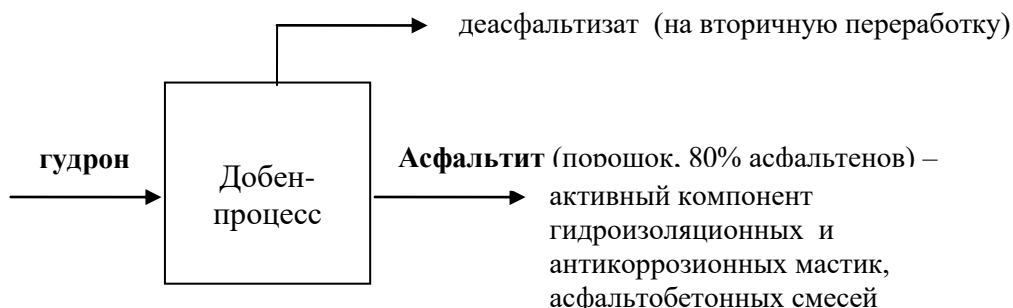 деасфальтизат (на вторичную переработку)
гудрон
Добен-
процесс
Асфальтит (порошок, 80% асфальтенов) –
активный компонент
гидроизоляционных и
антикоррозионных мастик,
асфальтобетонных смесей